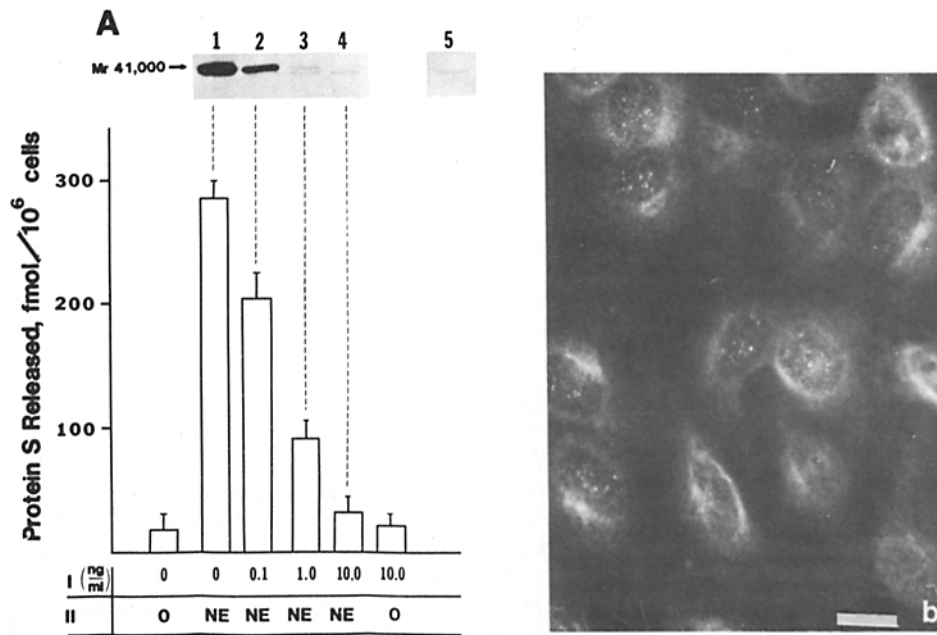 A
1 2 3 4 5
Mr 41,000
Protein S Released, fmol/10⁶ cells
300
200
100
I (ng/ml) 0 0 0.1 1.0 10.0 10.0
II O NE NE NE NE O
b